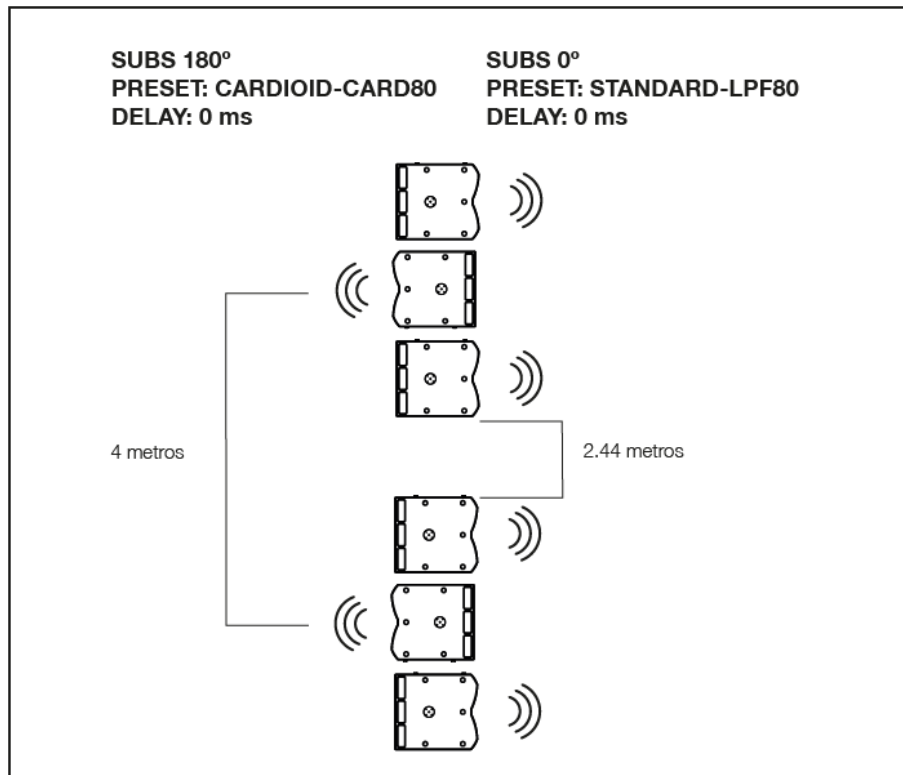 SUBS 180º
PRESET: CARDIOID-CARD80
DELAY: 0 ms
SUBS 0º
PRESET: STANDARD-LPF80
DELAY: 0 ms
4 metros
2.44 metros